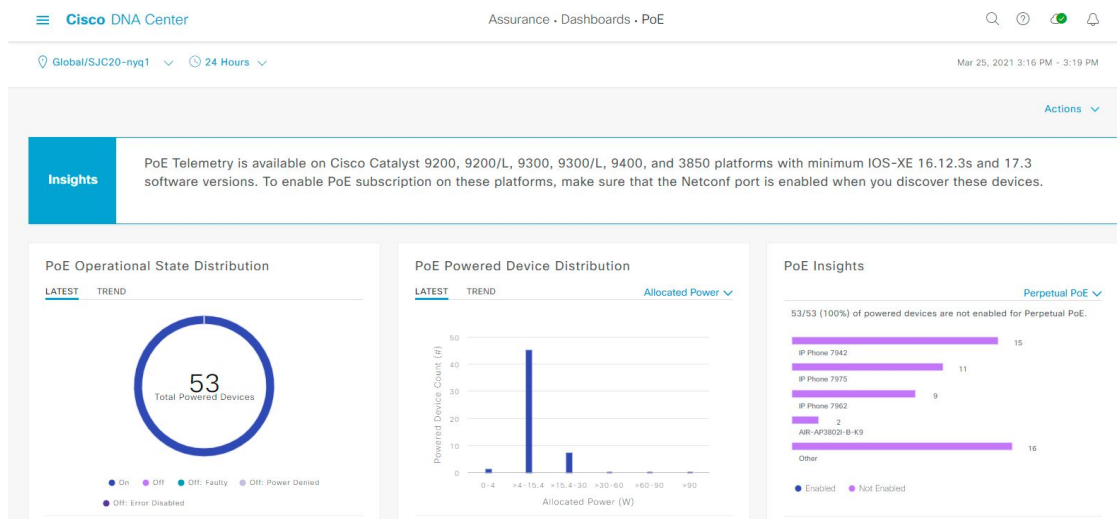 Cisco DNA Center
Assurance • Dashboards • PoE
Global/SJC20-nyq1
24 Hours
Mar 25, 2021 3:16 PM - 3:19 PM
Actions
Insights
PoE Telemetry is available on Cisco Catalyst 9200, 9200/L, 9300, 9300/L, 9400, and 3850 platforms with minimum IOS-XE 16.12.3s and 17.3
software versions. To enable PoE subscription on these platforms, make sure that the Netconf port is enabled when you discover these devices.
PoE Operational State Distribution
LATEST TREND
53
Total Powered Devices
On Off Off: Faulty Off: Power Denied
Off: Error Disabled
PoE Powered Device Distribution
LATEST TREND Allocated Power
Powered Device Count (#)
50
40
30
20
10
0
0-4 >4-15.4 >15.4-30 >30-60 >60-90 >90
Allocated Power (W)
PoE Insights
Perpetual PoE
53/53 (100%) of powered devices are not enabled for Perpetual PoE.
15
IP Phone 7942
11
IP Phone 7975
9
IP Phone 7962
2
AIR-AP3802I-B-K9
16
Other
Enabled Not Enabled